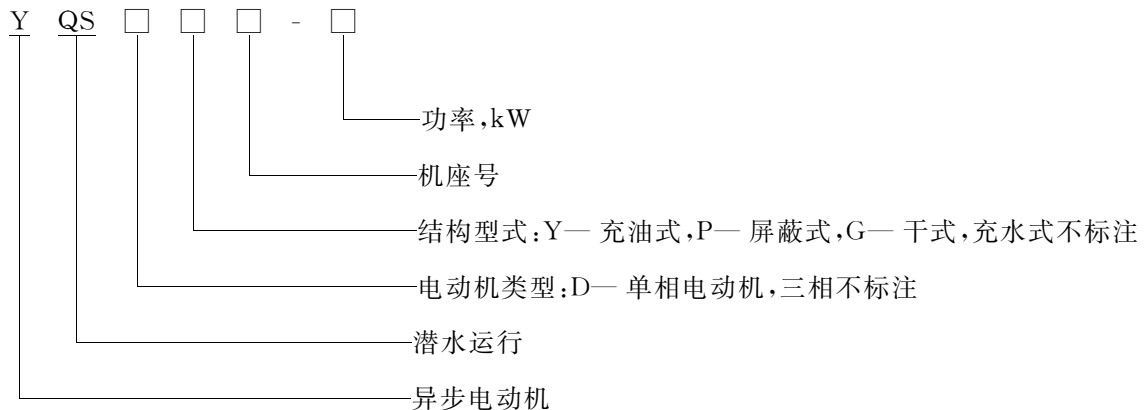 Y QS □ □ □ - □
功率,kW
机座号
结构型式:Y— 充油式,P— 屏蔽式,G— 干式,充水式不标注
电动机类型:D— 单相电动机,三相不标注
潜水运行
异步电动机